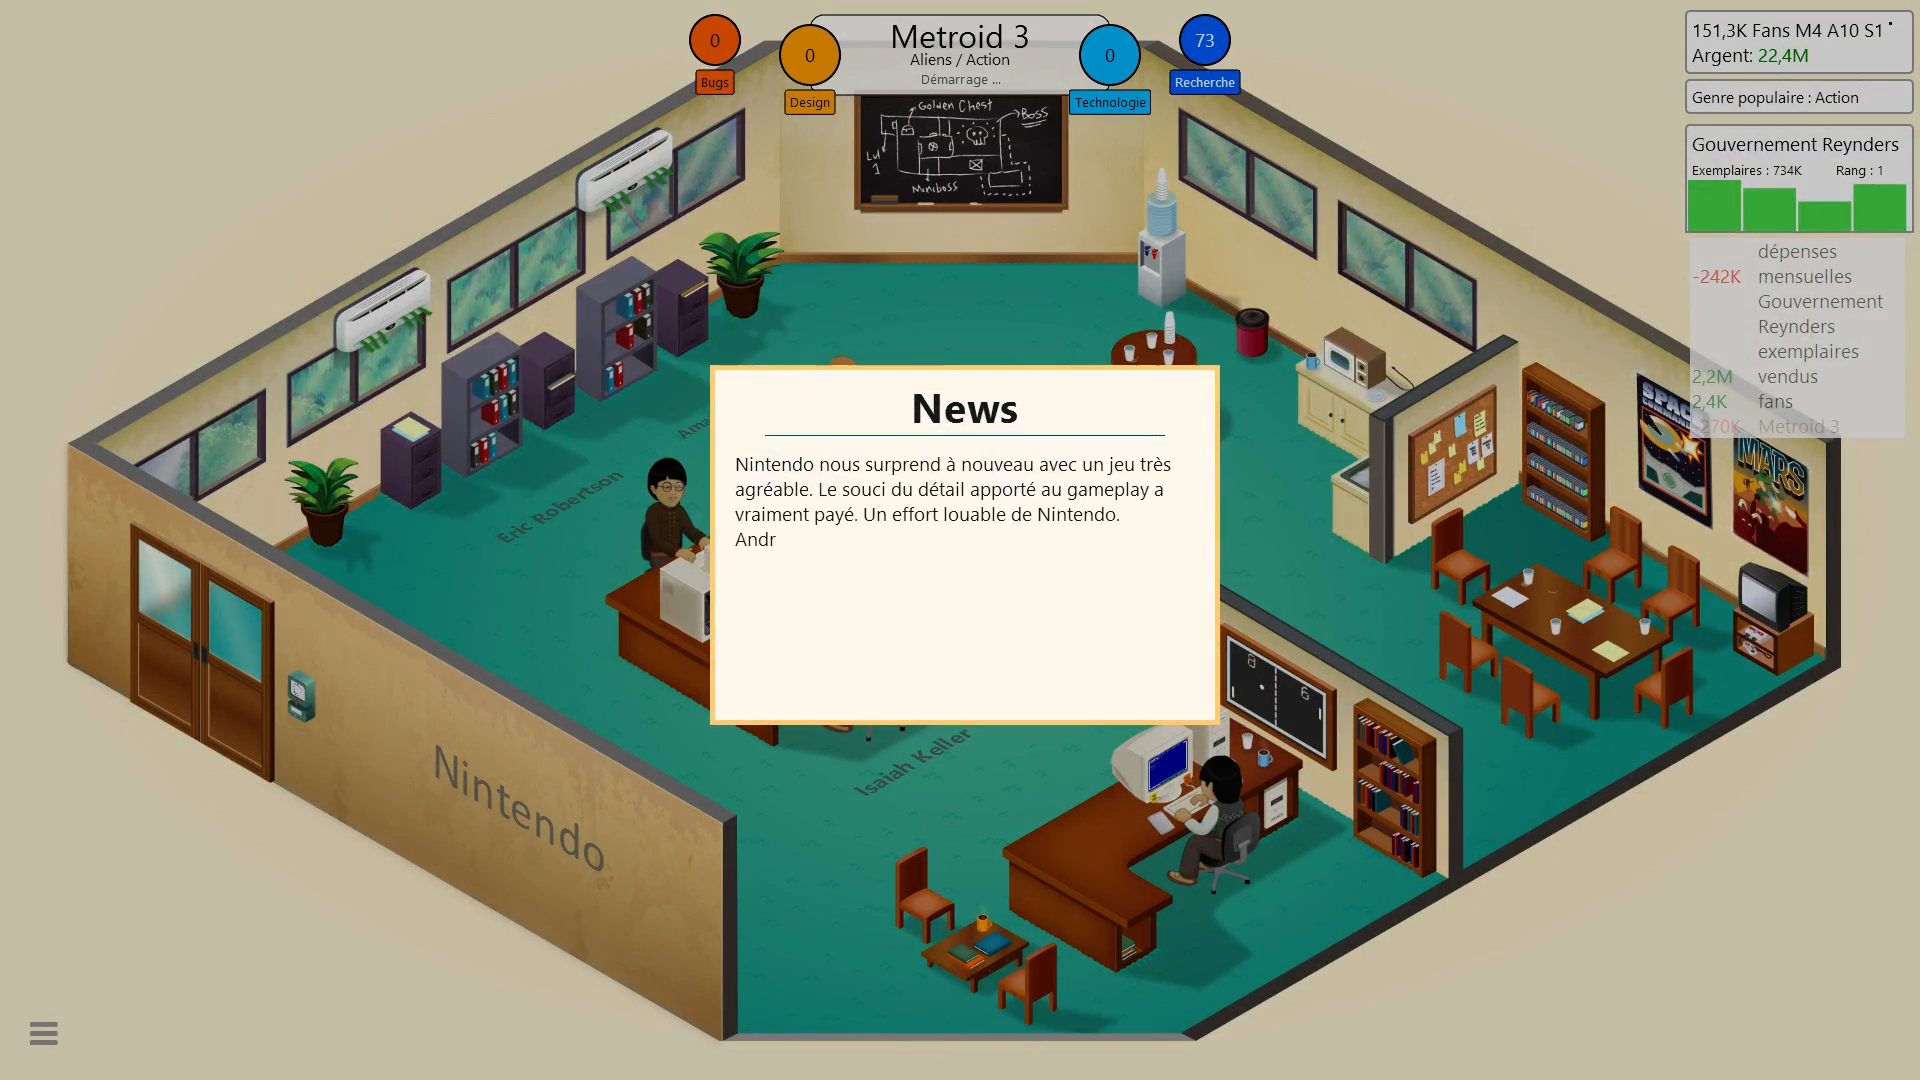 0
Bugs
0
Design
Metroid 3
Aliens / Action
Démarrage ...
0
Technologie
73
Recherche
151,3K Fans M4 A10 S1
Argent: 22,4M
Genre populaire : Action
Gouvernement Reynders
Exemplaires : 734K Rang : 1
dépenses
-242K mensuelles
Gouvernement
Reynders
exemplaires
2,2M vendus
2,4K fans
-270K Metroid 3
Golden Chest
Boss
Lvl
1
Miniboss
SPACE
MARS
Eric Robertson
Ama
News
Nintendo nous surprend à nouveau avec un jeu très
agréable. Le souci du détail apporté au gameplay a
vraiment payé. Un effort louable de Nintendo.
Andr
Isaiah Keller
Nintendo